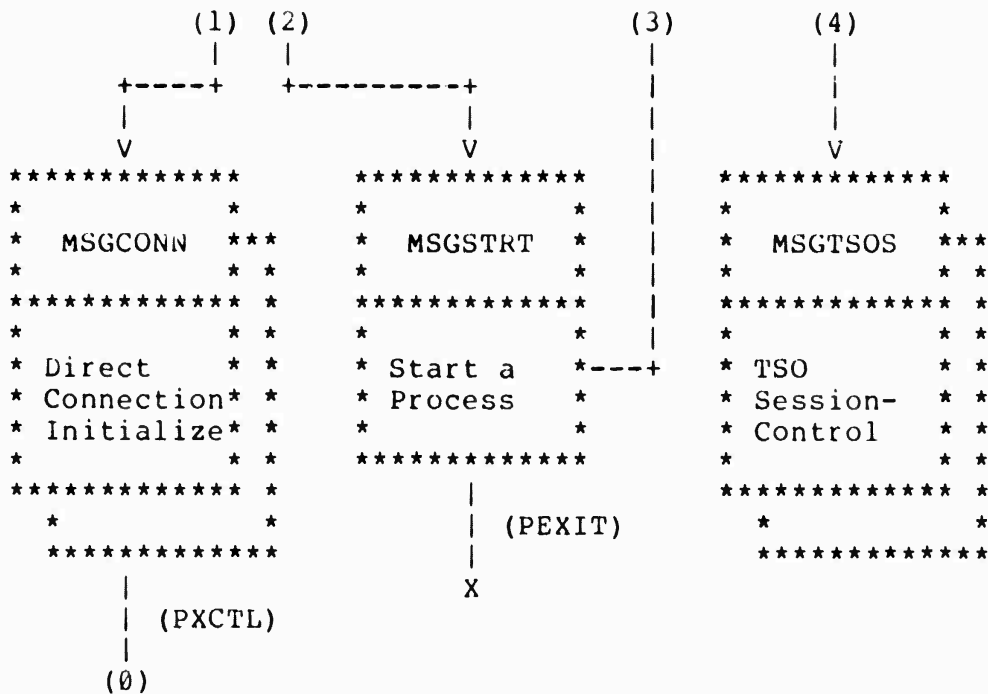 (1) (2) (3) (4)
V V V
MSGCONN MSGSTRT MSGTSOS
Direct Start a TSO
Connection Process Session-
Initialize Control
(PEXIT)
X
(PXCTL)
(0)